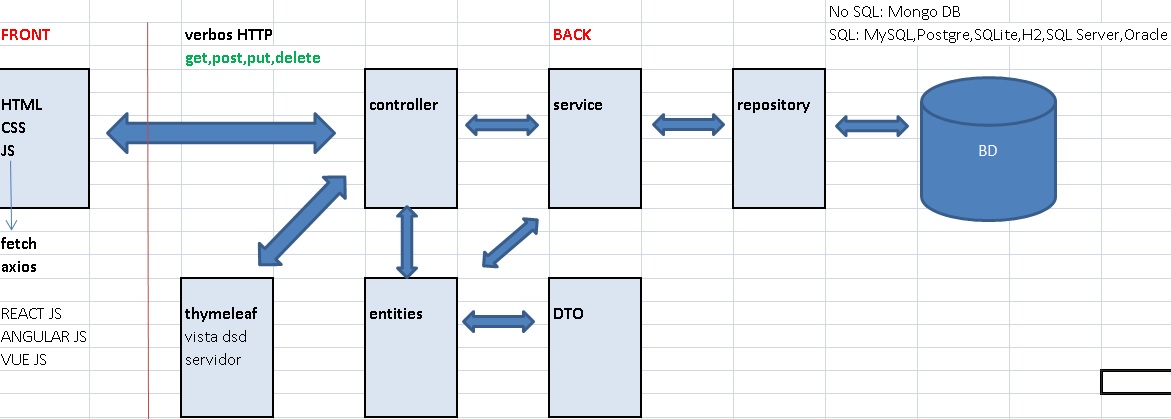 No SQL: Mongo DB
FRONT
verbos HTTP
BACK
SQL: MySQL,Postgre,SQLite,H2,SQL Server,Oracle
get,post,put,delete
HTML
CSS
JS
controller
service
repository
BD
fetch
axios
REACT JS
ANGULAR JS
VUE JS
thymeleaf
vista dsd
servidor
entities
DTO